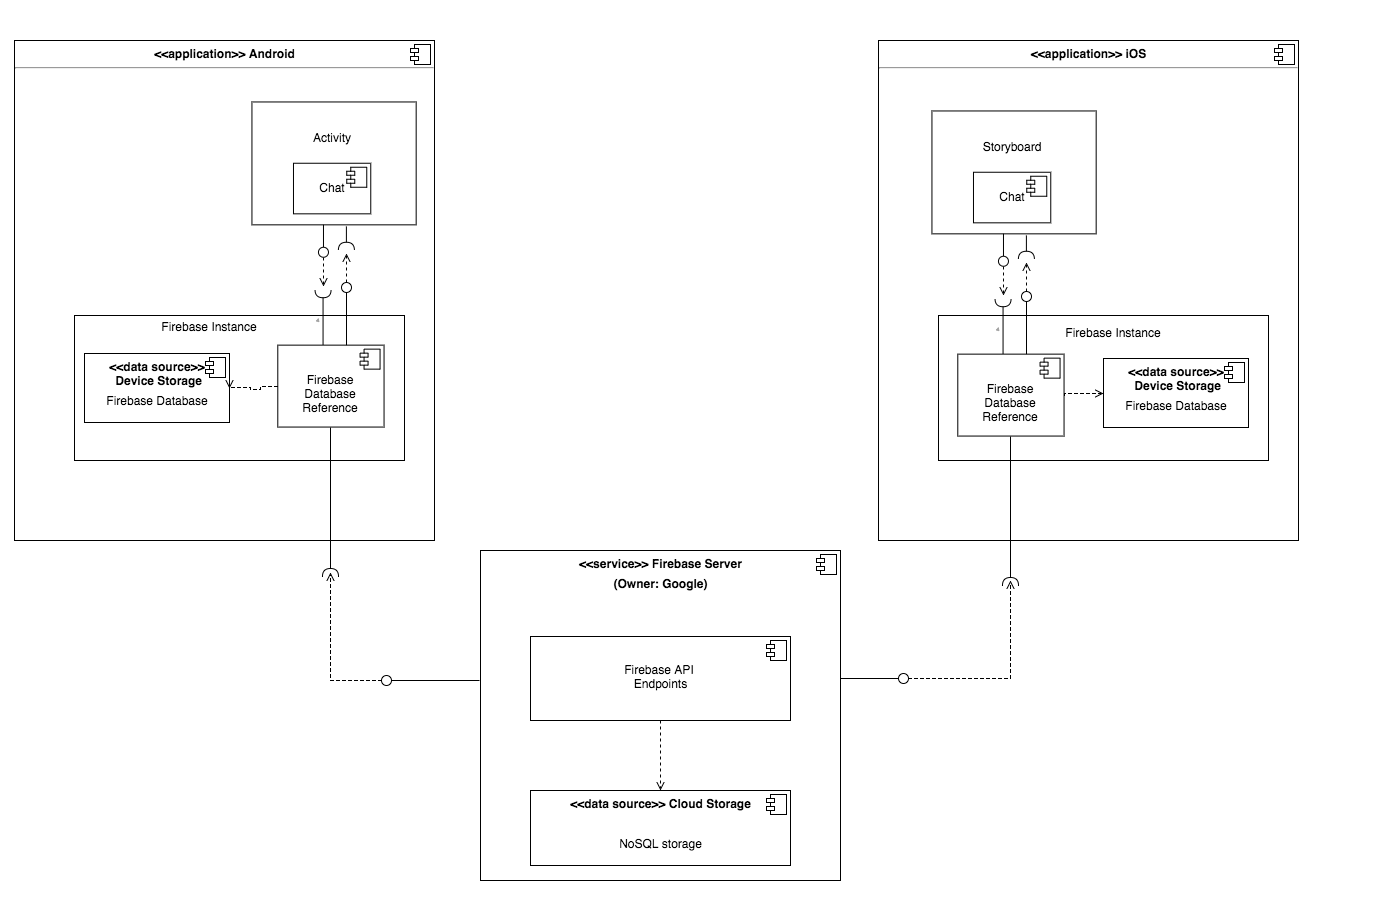 <<application>> Android
Activity
Chat
Firebase Instance
<<data source>>
Device Storage
Firebase Database
Firebase
Database
Reference
<<application>> iOS
Storyboard
Chat
Firebase Instance
Firebase
Database
Reference
<<data source>>
Device Storage
Firebase Database
<<service>> Firebase Server
(Owner: Google)
Firebase API
Endpoints
<<data source>> Cloud Storage
NoSQL storage